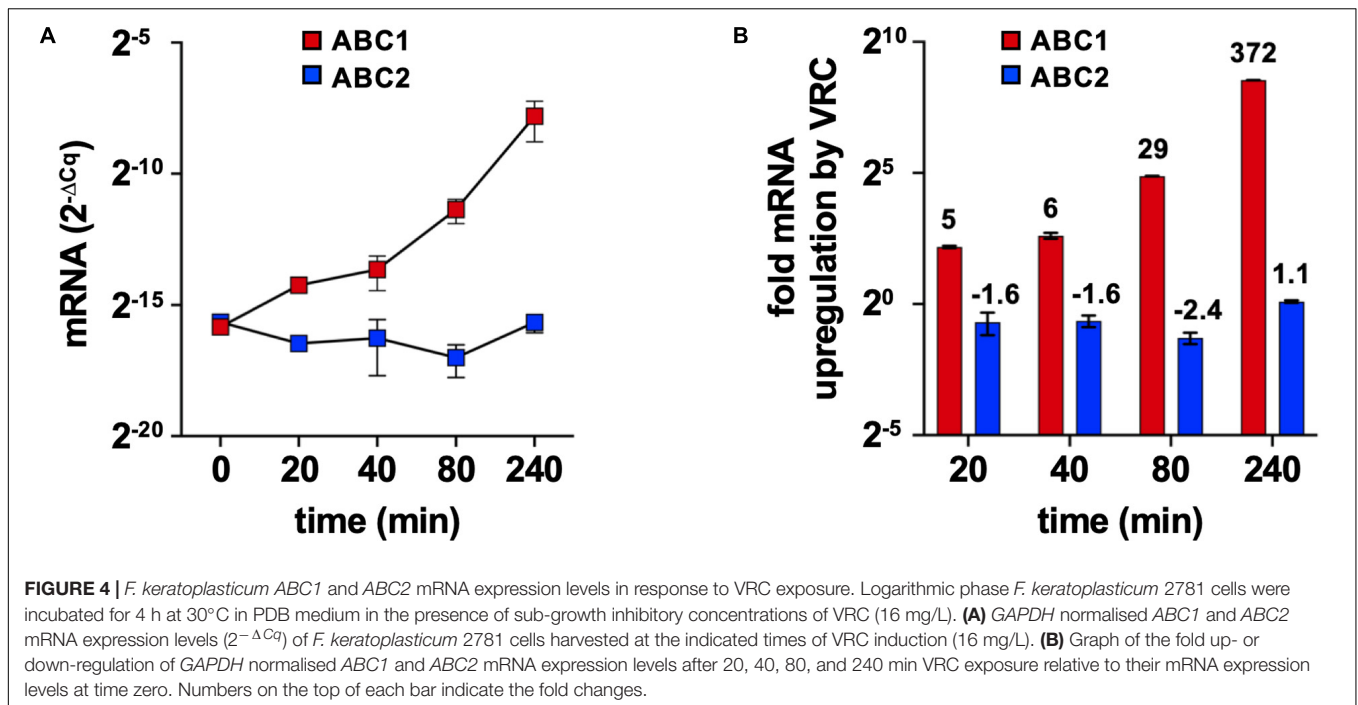 A
ABC1
ABC2
mRNA (2-ΔCq)
2-5
2-10
2-15
2-20
0 20 40 80 240
time (min)
B
ABC1
ABC2
fold mRNA
upregulation by VRC
210
25
20
2-5
5 -1.6 6 -1.6 29 -2.4 372 1.1
20 40 80 240
time (min)
FIGURE 4 | F. keratoplasticum ABC1 and ABC2 mRNA expression levels in response to VRC exposure. Logarithmic phase F. keratoplasticum 2781 cells were
incubated for 4 h at 30°C in PDB medium in the presence of sub-growth inhibitory concentrations of VRC (16 mg/L). (A) GAPDH normalised ABC1 and ABC2
mRNA expression levels (2−ΔCq) of F. keratoplasticum 2781 cells harvested at the indicated times of VRC induction (16 mg/L). (B) Graph of the fold up- or
down-regulation of GAPDH normalised ABC1 and ABC2 mRNA expression levels after 20, 40, 80, and 240 min VRC exposure relative to their mRNA expression
levels at time zero. Numbers on the top of each bar indicate the fold changes.